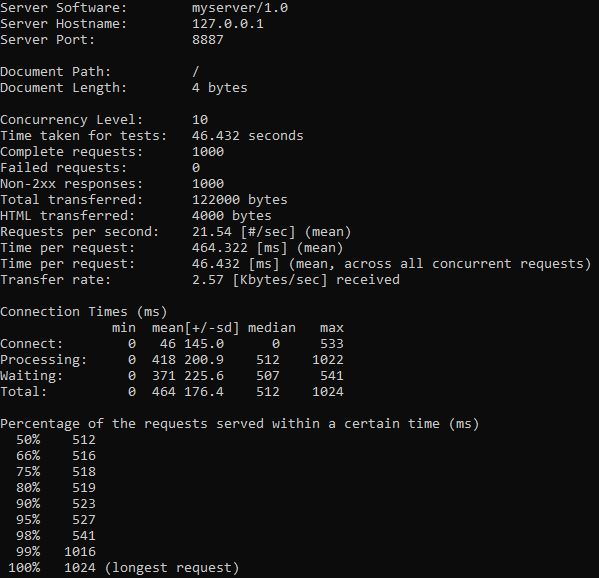 Server Software:        myserver/1.0
Server Hostname:        127.0.0.1
Server Port:            8887

Document Path:          /
Document Length:        4 bytes

Concurrency Level:      10
Time taken for tests:   46.432 seconds
Complete requests:      1000
Failed requests:        0
Non-2xx responses:      1000
Total transferred:      122000 bytes
HTML transferred:       4000 bytes
Requests per second:    21.54 [#/sec] (mean)
Time per request:       464.322 [ms] (mean)
Time per request:       46.432 [ms] (mean, across all concurrent requests)
Transfer rate:          2.57 [Kbytes/sec] received

Connection Times (ms)
              min  mean[+/-sd] median   max
Connect:        0   46 145.0      0     533
Processing:     0  418 200.9    512    1022
Waiting:        0  371 225.6    507     541
Total:          0  464 176.4    512    1024

Percentage of the requests served within a certain time (ms)
  50%    512
  66%    516
  75%    518
  80%    519
  90%    523
  95%    527
  98%    541
  99%   1016
 100%   1024 (longest request)